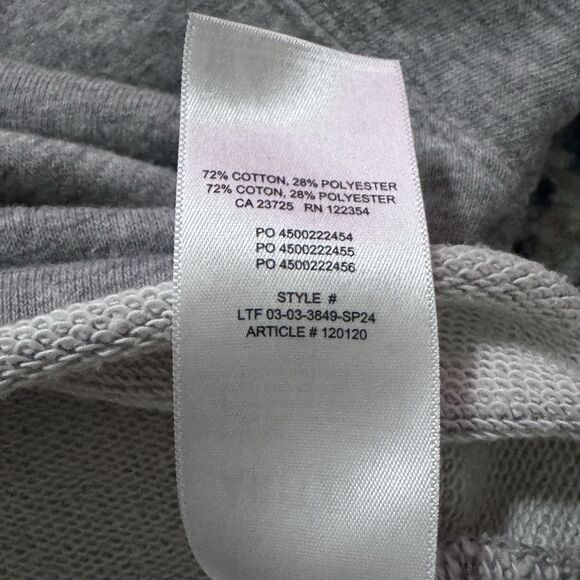 72% COTTON, 28% POLYESTER
72% COTON, 28% POLYESTER
CA 23725 RN 122354
PO 4500222454
PO 4500222455
PO 4500222456
STYLE #
LTF 03-03-3849-SP24
ARTICLE # 120120